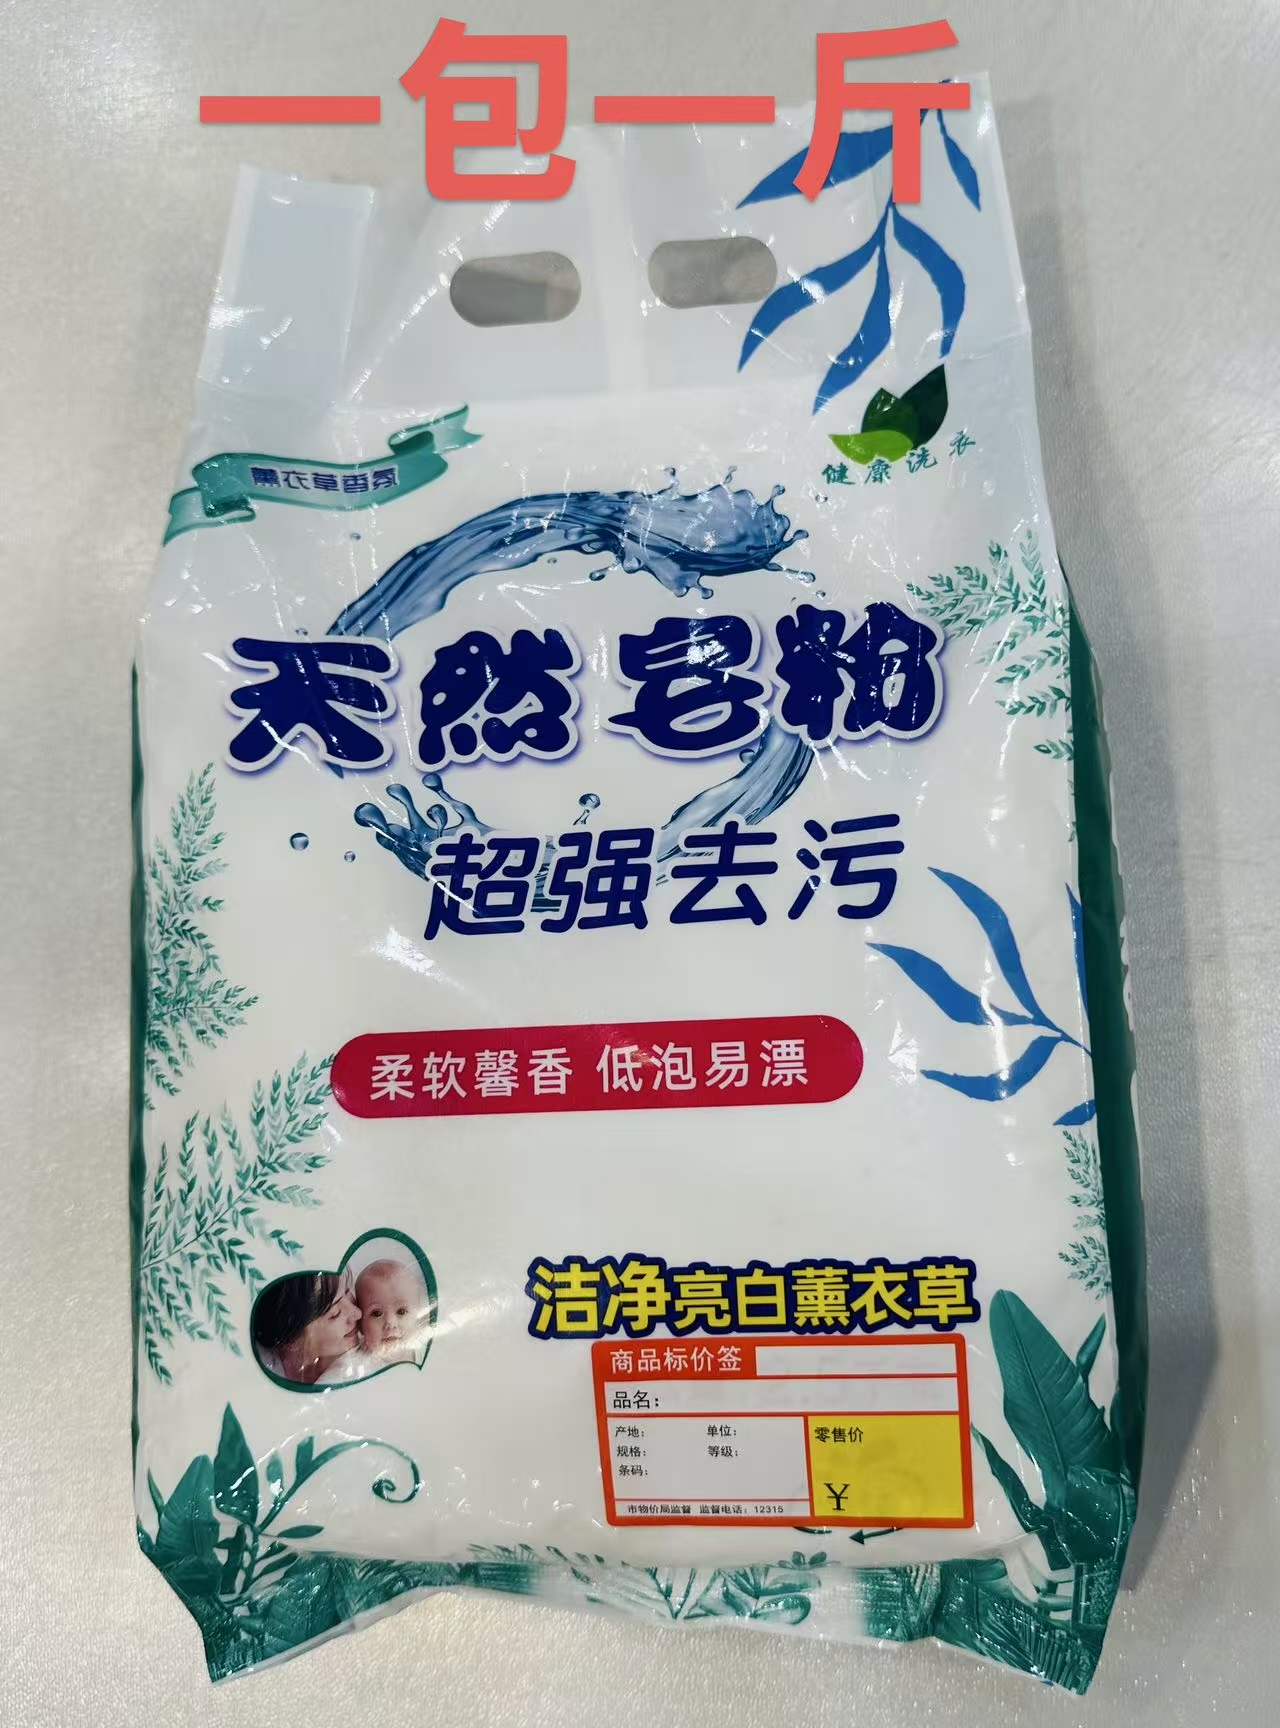 一包一斤
健康洗衣
薰衣草香氛
天然皂粉
超强去污
柔软馨香 低泡易漂
洁净亮白薰衣草
商品标价签
品名：
产地： 单位：
规格： 等级：
条码：
零售价
¥
市物价局监督 监督电话：12315